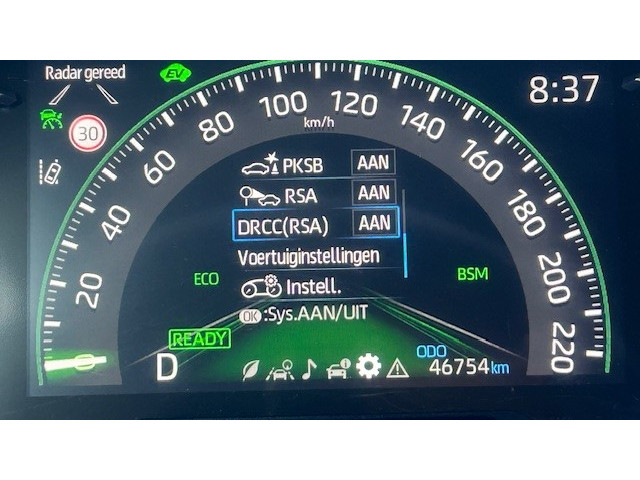 Radar gereed
EV
8:37
30
0
20
40
60
80
100
120
140
160
180
200
220
km/h
PKSB AAN
RSA AAN
DRCC(RSA) AAN
Voertuiginstellingen
Instell.
OK :Sys.AAN/UIT
ECO
BSM
READY
D
ODO
46754 km